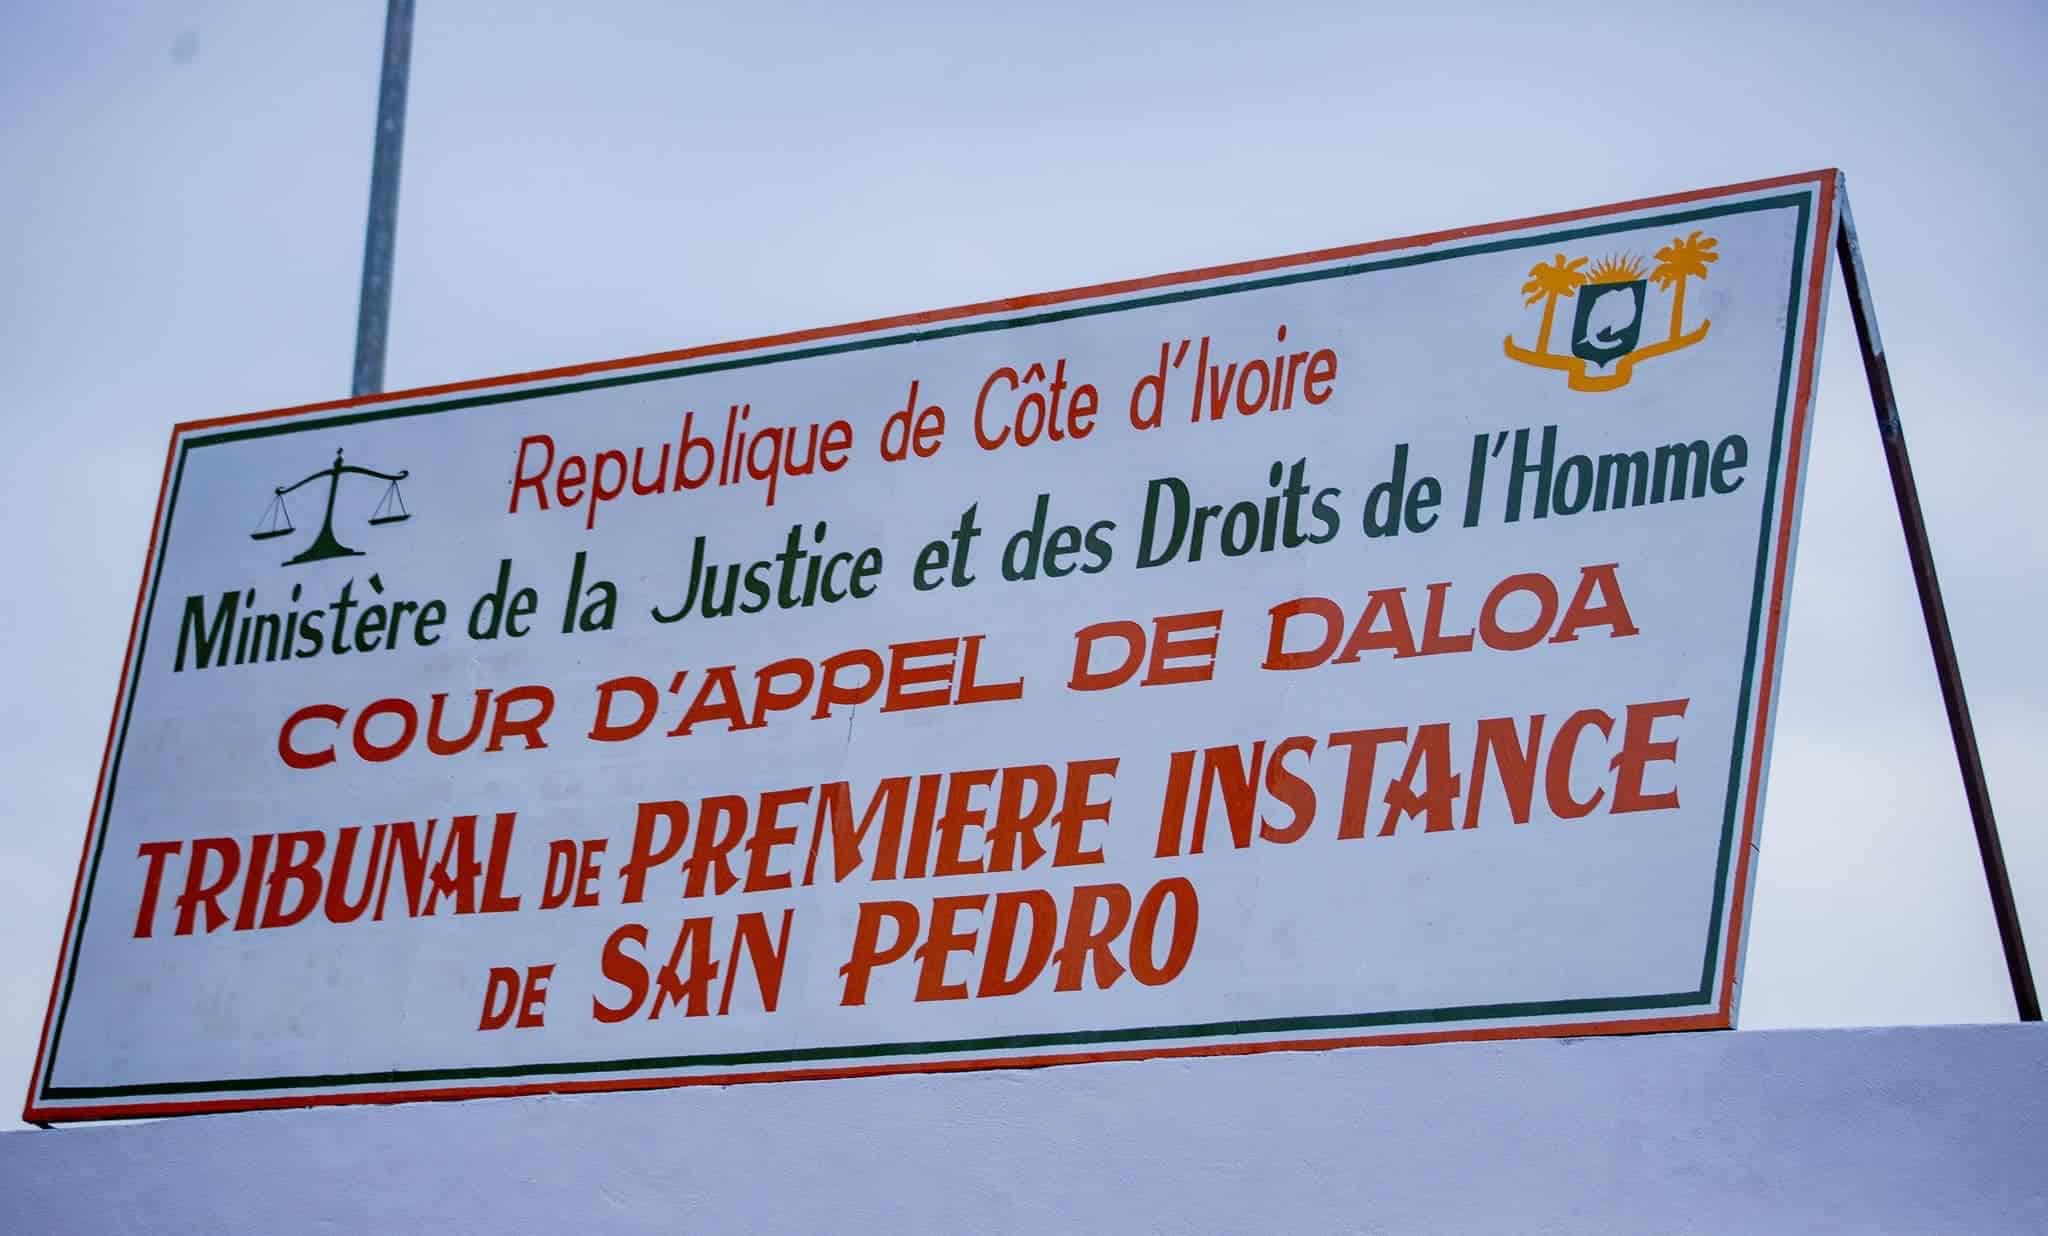 Republique de Côte d'Ivoire
Ministère de la Justice et des Droits de l'Homme
COUR D'APPEL DE DALOA
TRIBUNAL DE PREMIERE INSTANCE
DE SAN PEDRO